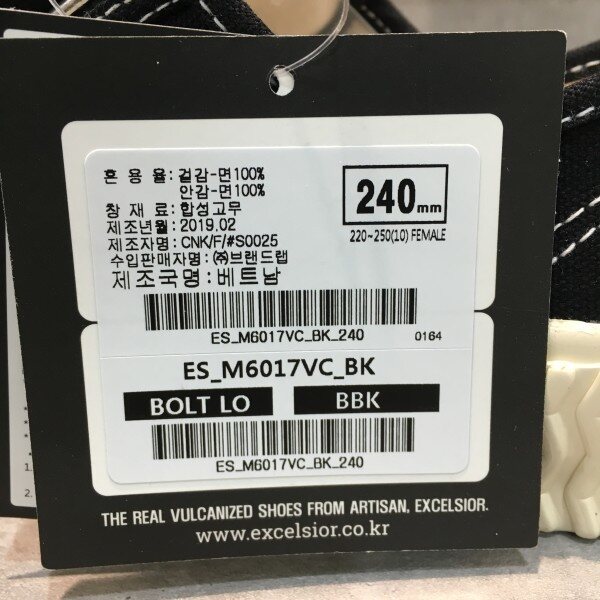 혼 용 율: 겉감-면100%
안감-면100%
창 재 료: 합성고무
제조년월: 2019.02
제조자명: CNK/F/#S0025
수입판매자명: ㈜브랜드랩
제조국명: 베트남
240mm
220~250(10) FEMALE
ES_M6017VC_BK_240
0164
ES_M6017VC_BK
BOLT LO
BBK
ES_M6017VC_BK_240
THE REAL VULCANIZED SHOES FROM ARTISAN, EXCELSIOR.
www.excelsior.co.kr
1.
2.